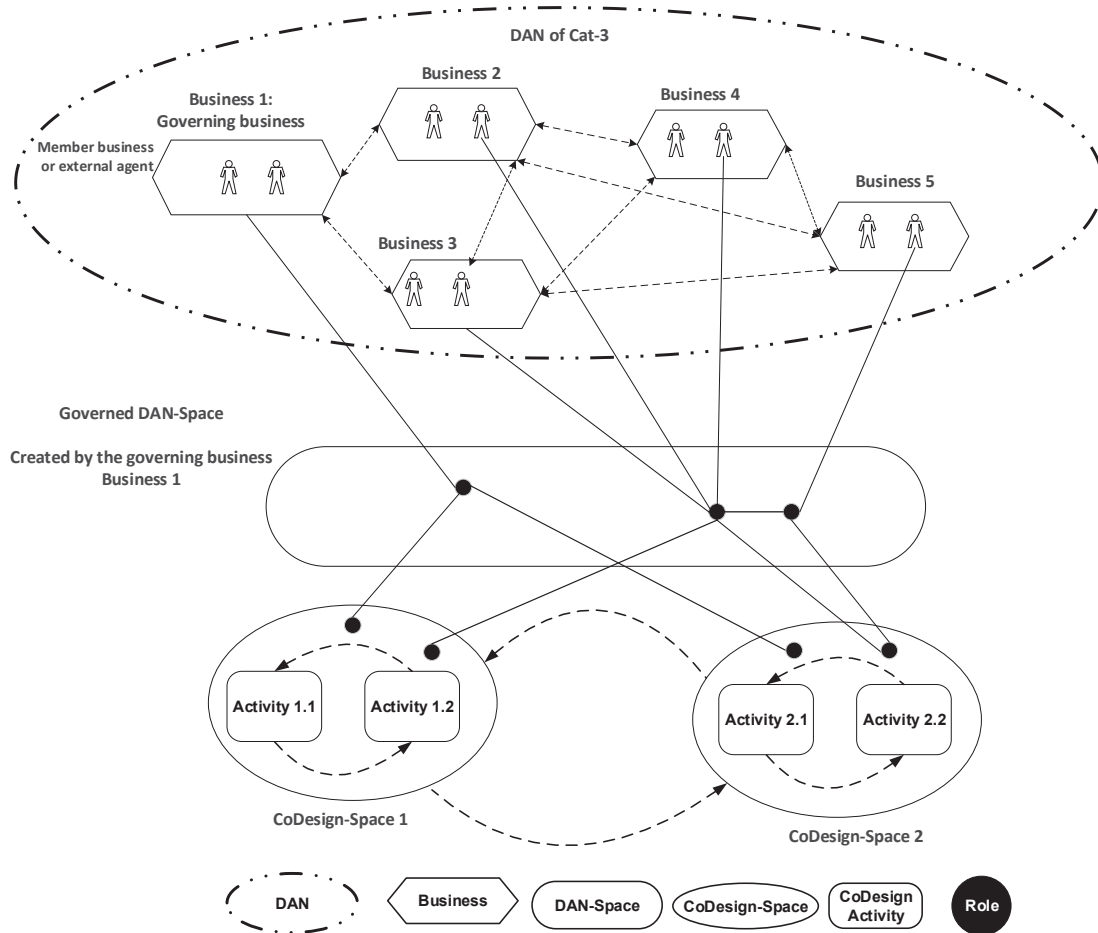 DAN of Cat-3
Business 2
Business 4
Business 1:
Governing business
Member business
or external agent
Business 5
Business 3
Governed DAN-Space
Created by the governing business
Business 1
Activity 1.1
Activity 1.2
Activity 2.1
Activity 2.2
CoDesign-Space 1
CoDesign-Space 2
DAN
Business
DAN-Space
CoDesign-Space
CoDesign
Activity
Role